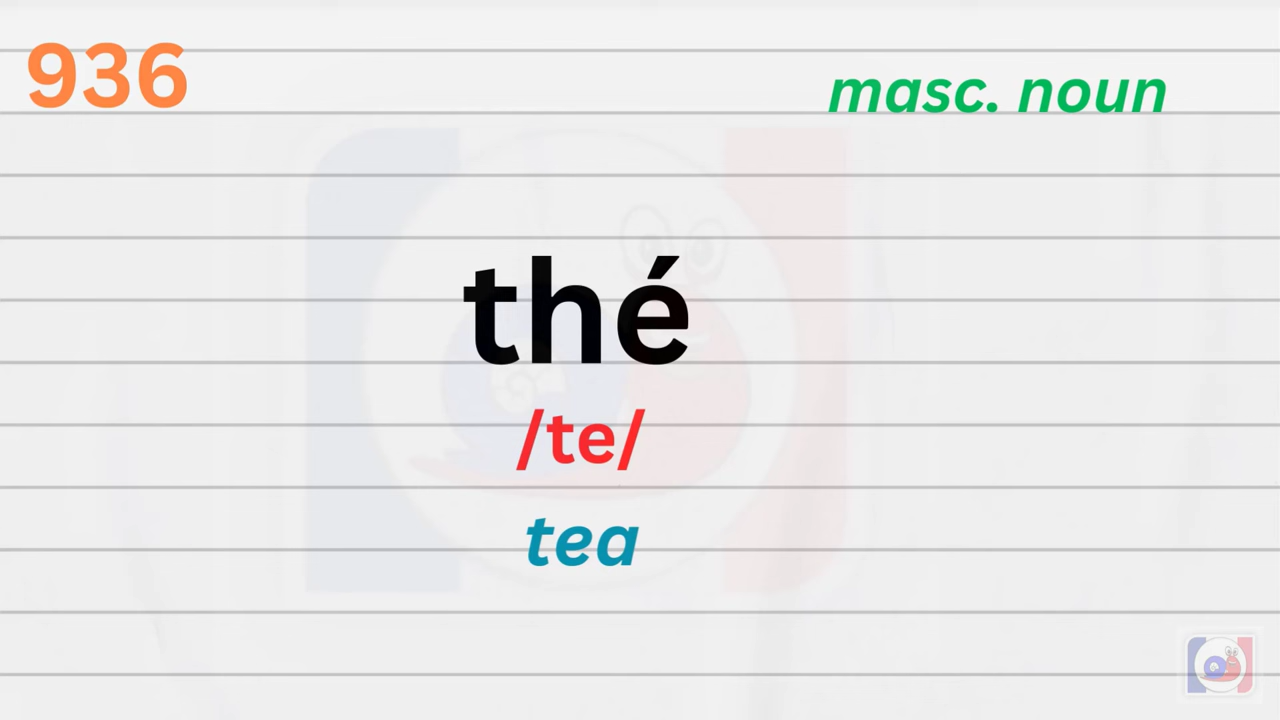 936
masc. noun
thé
/te/
tea